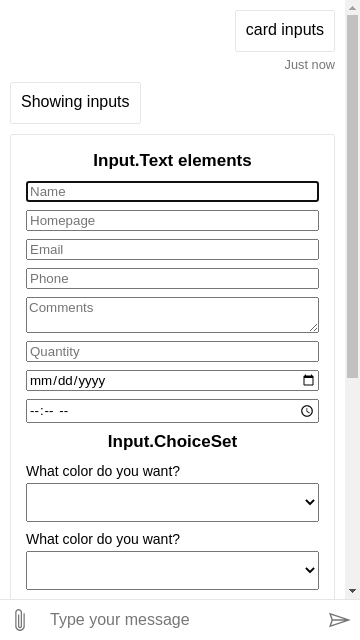 card inputs
Just now
Showing inputs
Input.Text elements
Name
Homepage
Email
Phone
Comments
Quantity
mm/dd/yyyy
--:-- --
Input.ChoiceSet
What color do you want?
What color do you want?
Type your message